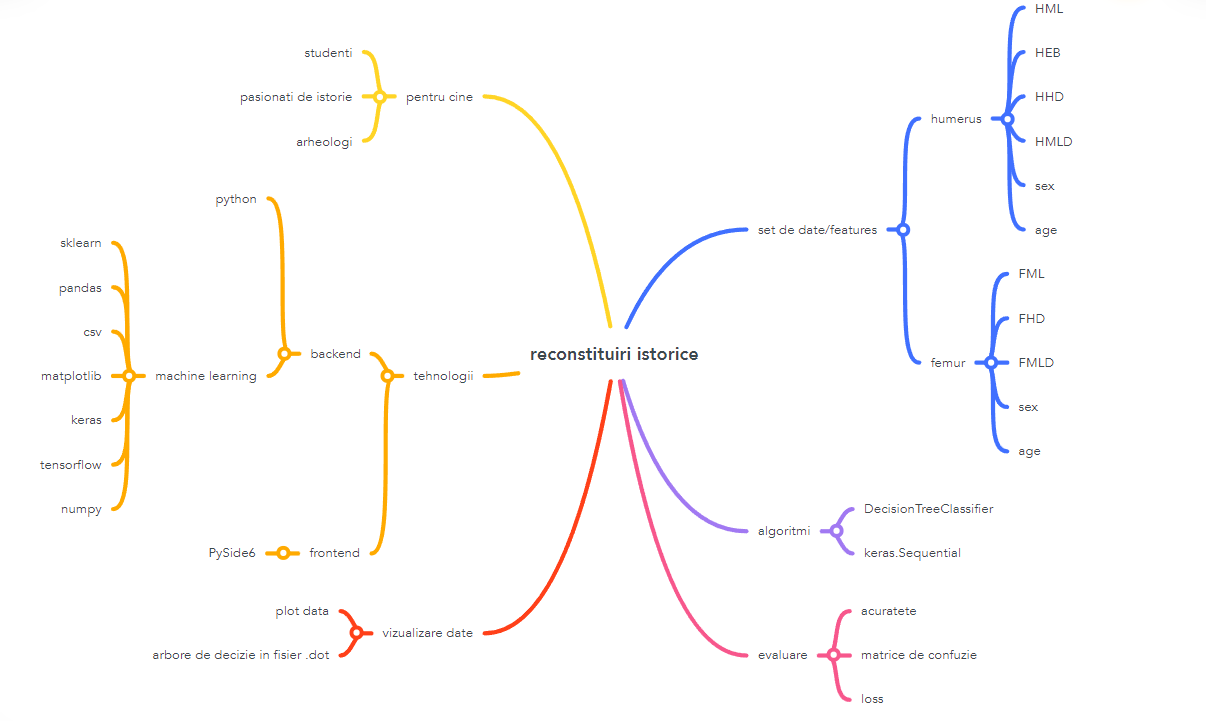 reconstituiri istorice
pentru cine
studenti
pasionati de istorie
arheologi
tehnologii
backend
python
machine learning
sklearn
pandas
csv
matplotlib
keras
tensorflow
numpy
frontend
PySide6
vizualizare date
plot data
arbore de decizie in fisier .dot
set de date/features
humerus
HML
HEB
HHD
HMLD
sex
age
femur
FML
FHD
FMLD
sex
age
algoritmi
DecisionTreeClassifier
keras.Sequential
evaluare
acuratete
matrice de confuzie
loss